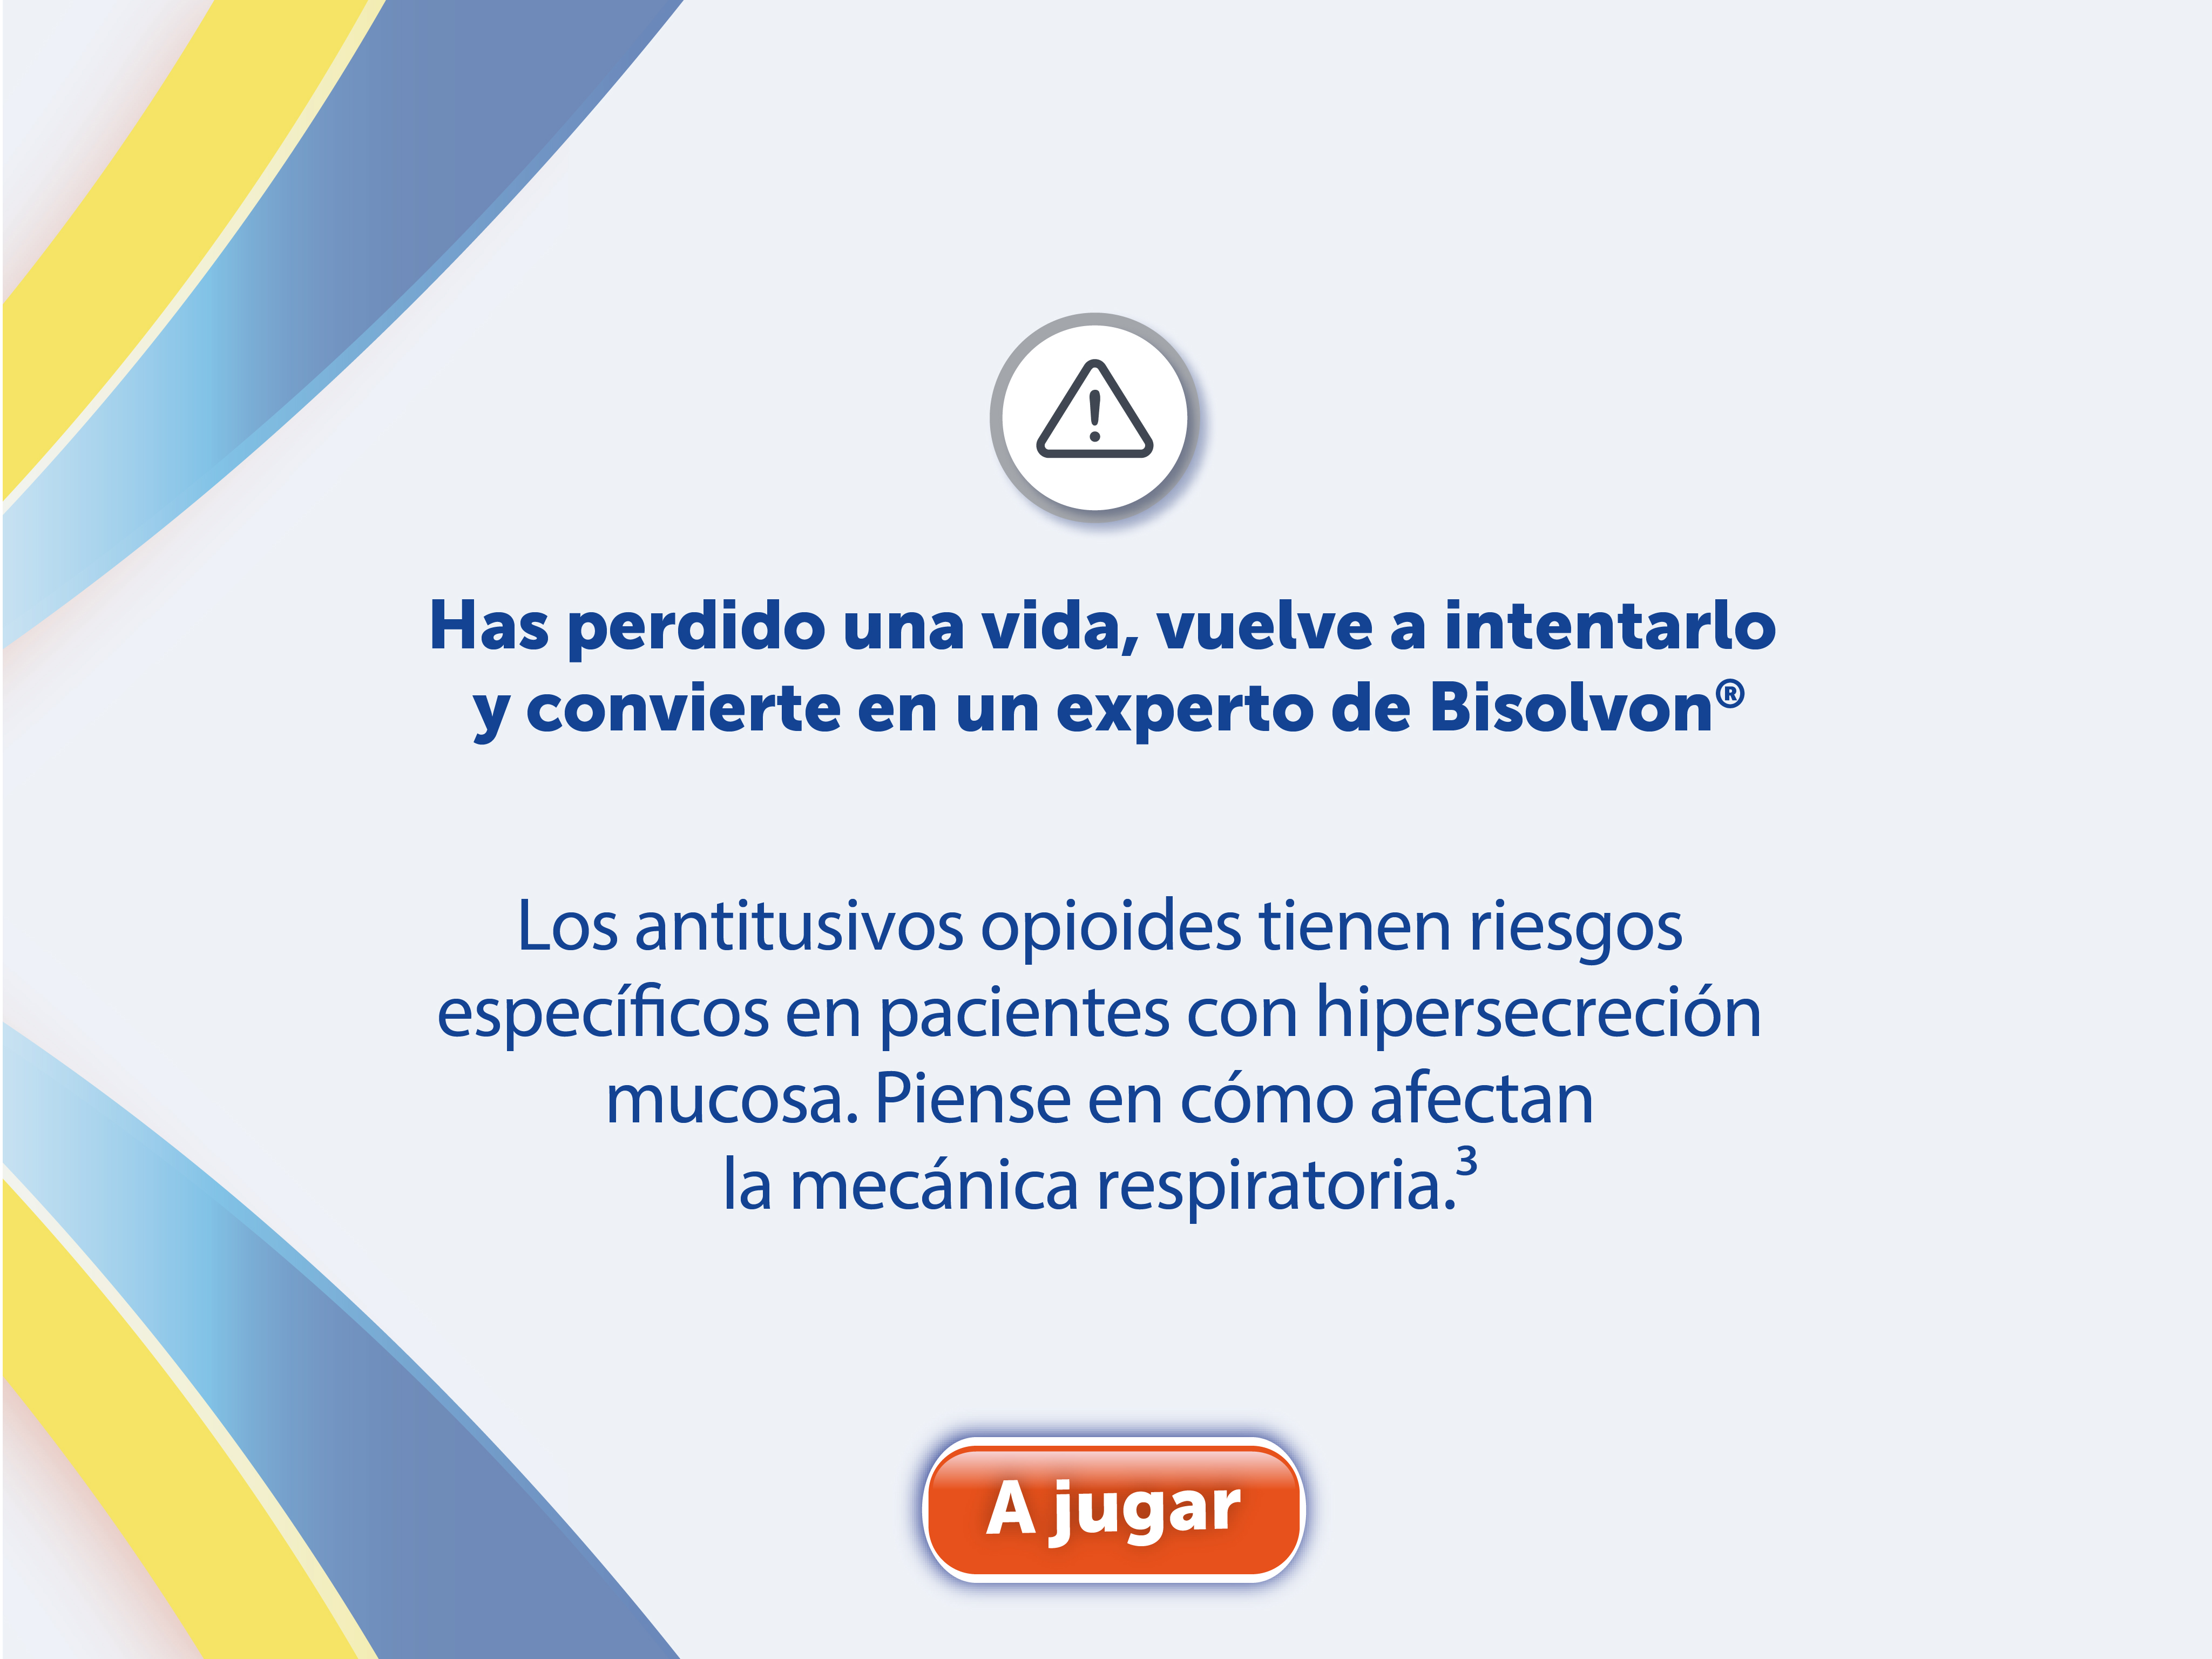 Has perdido una vida, vuelve a intentarlo
y convierte en un experto de Bisolvon®
Los antitusivos opioides tienen riesgos
específicos en pacientes con hipersecreción
mucosa. Piense en cómo afectan
la mecánica respiratoria.³
A jugar